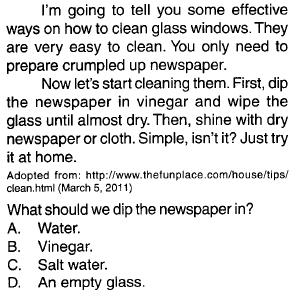 I'm going to tell you some effective
ways on how to clean glass windows. They
are very easy to clean. You only need to
prepare crumpled up newspaper.
Now let's start cleaning them. First, dip
the newspaper in vinegar and wipe the
glass until almost dry. Then, shine with dry
newspaper or cloth. Simple, isn't it? Just try
it at home.
Adopted from: http://www.thefunplace.com/house/tips/
clean.html (March 5, 2011)
What should we dip the newspaper in?
A. Water.
B. Vinegar.
C. Salt water.
D. An empty glass.